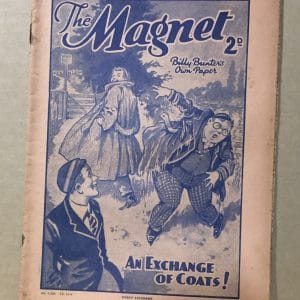 The Magnet
2D
Billy Bunter's
Own Paper
AN EXCHANGE
OF COATS!